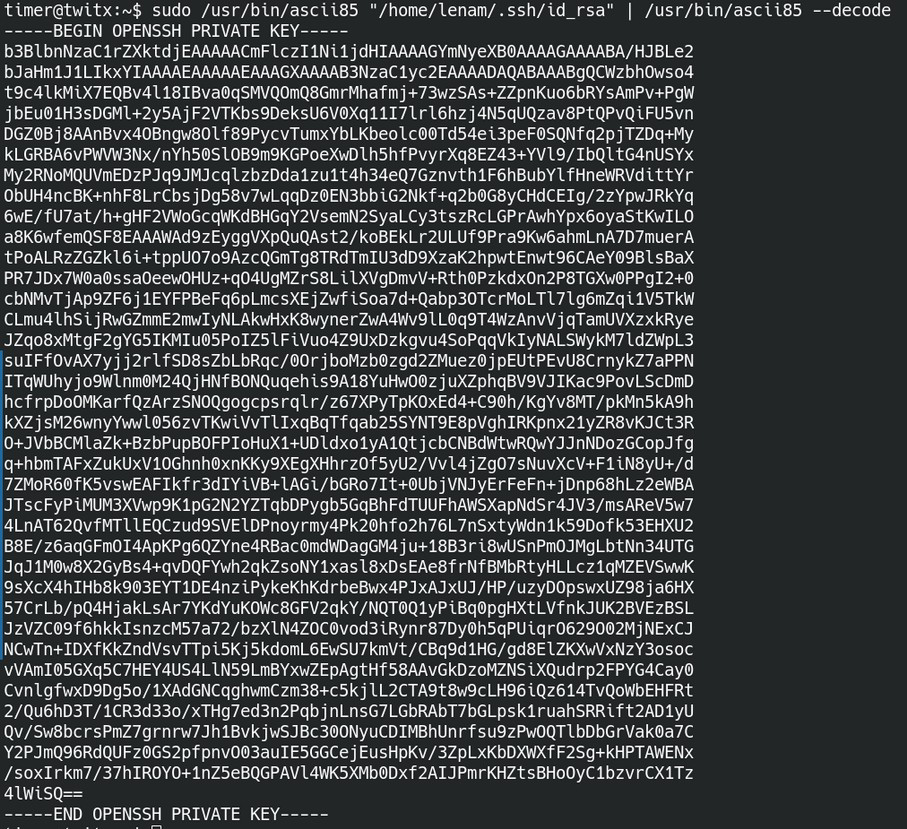 timer@twitx:~$ sudo /usr/bin/ascii85 "/home/lenam/.ssh/id_rsa" | /usr/bin/ascii85 --decode
-----BEGIN OPENSSH PRIVATE KEY-----
b3BlbnNzaC1rZXktdjEAAAAACmFlczI1Ni1jdHIAAAAGYmNyeXB0AAAAGAAAABA/HJBLe2
bJaHm1J1LIkxYIAAAAEAAAAAEAAAGXAAAAB3NzaC1yc2EAAAADAQABAAABgQCWzbhOwso4
t9c4lkMiX7EQBv4l18IBva0qSMVQOmQ8GmrMhafmj+73wzSAs+ZZpnKuo6bRYsAmPv+PgW
jbEu01H3sDGMl+2y5AjF2VTKbs9DeksU6V0Xq11I7lrl6hzj4N5qUQzav8PtQPvQiFU5vn
DGZ0Bj8AAnBvx4OBngw8Olf89PycvTumxYbLKbeolc00Td54ei3peF0SQNfq2pjTZDq+My
kLGRBA6vPWVW3Nx/nYh50SlOB9m9KGPoeXwDlh5hfPvyrXq8EZ43+YVl9/IbQltG4nUSYx
My2RNoMQUVmEDzPJq9JMJcqlzbzDda1zu1t4h34eQ7Gznvth1F6hBubYlfHneWRVdittYr
ObUH4ncBK+nhF8LrCbsjDg58v7wLqqDz0EN3bbiG2Nkf+q2b0G8yCHdCEIg/2zYpwJRkYq
6wE/fU7at/h+gHF2VWoGcqWKdBHGqY2VsemN2SyaLCy3tszRcLGPrAwhYpx6oyaStKwILO
a8K6wfemQSF8EAAAWAd9zEyggVXpQuQAst2/koBEkLr2ULUf9Pra9Kw6ahmLnA7D7muerA
tPoALRzZGZkl6i+tppUO7o9AzcQGmTg8TRdTmIU3dD9XzaK2hpwtEnwt96CAeY09BlsBaX
PR7JDx7W0a0ssaOeewOHUz+qO4UgMZrS8LilXVgDmvV+Rth0PzkdxOn2P8TGXw0PPgI2+0
cbNMvTjAp9ZF6j1EYFPBeFq6pLmcsXEjZwfiSoa7d+Qabp3OTcrMoLTl7lg6mZqi1V5TkW
CLmu4lhSijRwGZmmE2mwIyNLAkwHxK8wynerZwA4Wv9lL0q9T4WzAnvVjqTamUVXzxkRye
JZqo8xMtgF2gYG5IKMIu05PoIZ5lFiVuo4Z9UxDzkgvu4SoPqqVkIyNALSWykM7ldZWpL3
suIFfOvAX7yjj2rlfSD8sZbLbRqc/0OrjboMzb0zgd2ZMuez0jpEUtPEvU8CrnykZ7aPPN
ITqWUhyjo9Wlnm0M24QjHNfBONQuqehis9A18YuHwO0zjuXZphqBV9VJIKac9PovLScDmD
hcfrpDoOMKarfQzArzSNOQgogcpsrqlr/z67XPyTpKOxEd4+C90h/KgYv8MT/pkMn5kA9h
kXZjsM26wnyYwwl056zvTKwiVvTlIxqBqTfqab25SYNT9E8pVghIRKpnx21yZR8vKJCt3R
O+JVbBCMlaZk+BzbPupBOFPIoHuX1+UDldxo1yA1QtjcbCNBdWtwRQwYJJnNDozGCopJfg
q+hbmTAFxZukUxV1OGhnh0xnKKy9XEgXHhrzOf5yU2/Vvl4jZgO7sNuvXcV+F1iN8yU+/d
7ZMoR60fK5vswEAFIkfr3dIYiVB+lAGi/bGRo7It+0UbjVNJyErFeFn+jDnp68hLz2eWBA
JTscFyPiMUM3XVwp9K1pG2N2YZTqbDPygb5GqBhFdTUUFhAWSXapNdSr4JV3/msAReV5w7
4LnAT62QvfMTllEQCzud9SVElDPnoyrmy4Pk20hfo2h76L7nSxtyWdn1k59Dofk53EHXU2
B8E/z6aqGFmOI4ApKPg6QZYne4RBac0mdWDagGM4ju+18B3ri8wUSnPmOJMgLbtNn34UTG
JqJ1M0w8X2GyBs4+qvDQFYwh2qkZsoNY1xasl8xDsEAe8frNfBMbRtyHLLcz1qMZEVSwwK
9sXcX4hIHb8k903EYT1DE4nziPykeKhKdrbeBwx4PJxAJxUJ/HP/uzyDOpswxUZ98ja6HX
57CrLb/pQ4HjakLsAr7YKdYuKOWc8GFV2qkY/NQT0Q1yPiBq0pgHXtLVfnkJUK2BVEzBSL
JzVZC09f6hkkIsnzcM57a72/bzXlN4ZOC0vod3iRynr87Dy0h5qPUiqrO629O02MjNExCJ
NCwTn+IDXfKkZndVsvTTpi5Kj5kdomL6EwSU7kmVt/CBq9d1HG/gd8ElZKXwVxNzY3osoc
vVAmI05GXq5C7HEY4US4LlN59LmBYxwZEpAgtHf58AAvGkDzoMZNSiXQudrp2FPYG4Cay0
CvnlgfwxD9Dg5o/1XAdGNCqghwmCzm38+c5kjlL2CTA9t8w9cLH96iQz614TvQoWbEHFRt
2/Qu6hD3T/1CR3d33o/xTHg7ed3n2PqbjnLnsG7LGbRAbT7bGLpsk1ruahSRRift2AD1yU
Qv/Sw8bcrsPmZ7grnrw7Jh1BvkjwSJBc30ONyuCDIMBhUnrfsu9zPwOQTlbDbGrVak0a7C
Y2PJmQ96RdQUFz0GS2pfpnvO03auIE5GGCejEusHpKv/3ZpLxKbDXWXfF2Sg+kHPTAWENx
/soxIrkm7/37hIROYO+1nZ5eBQGPAVl4WK5XMb0Dxf2AIJPmrKHZtsBHoOyC1bzvrCX1Tz
4lWiSQ==
-----END OPENSSH PRIVATE KEY-----